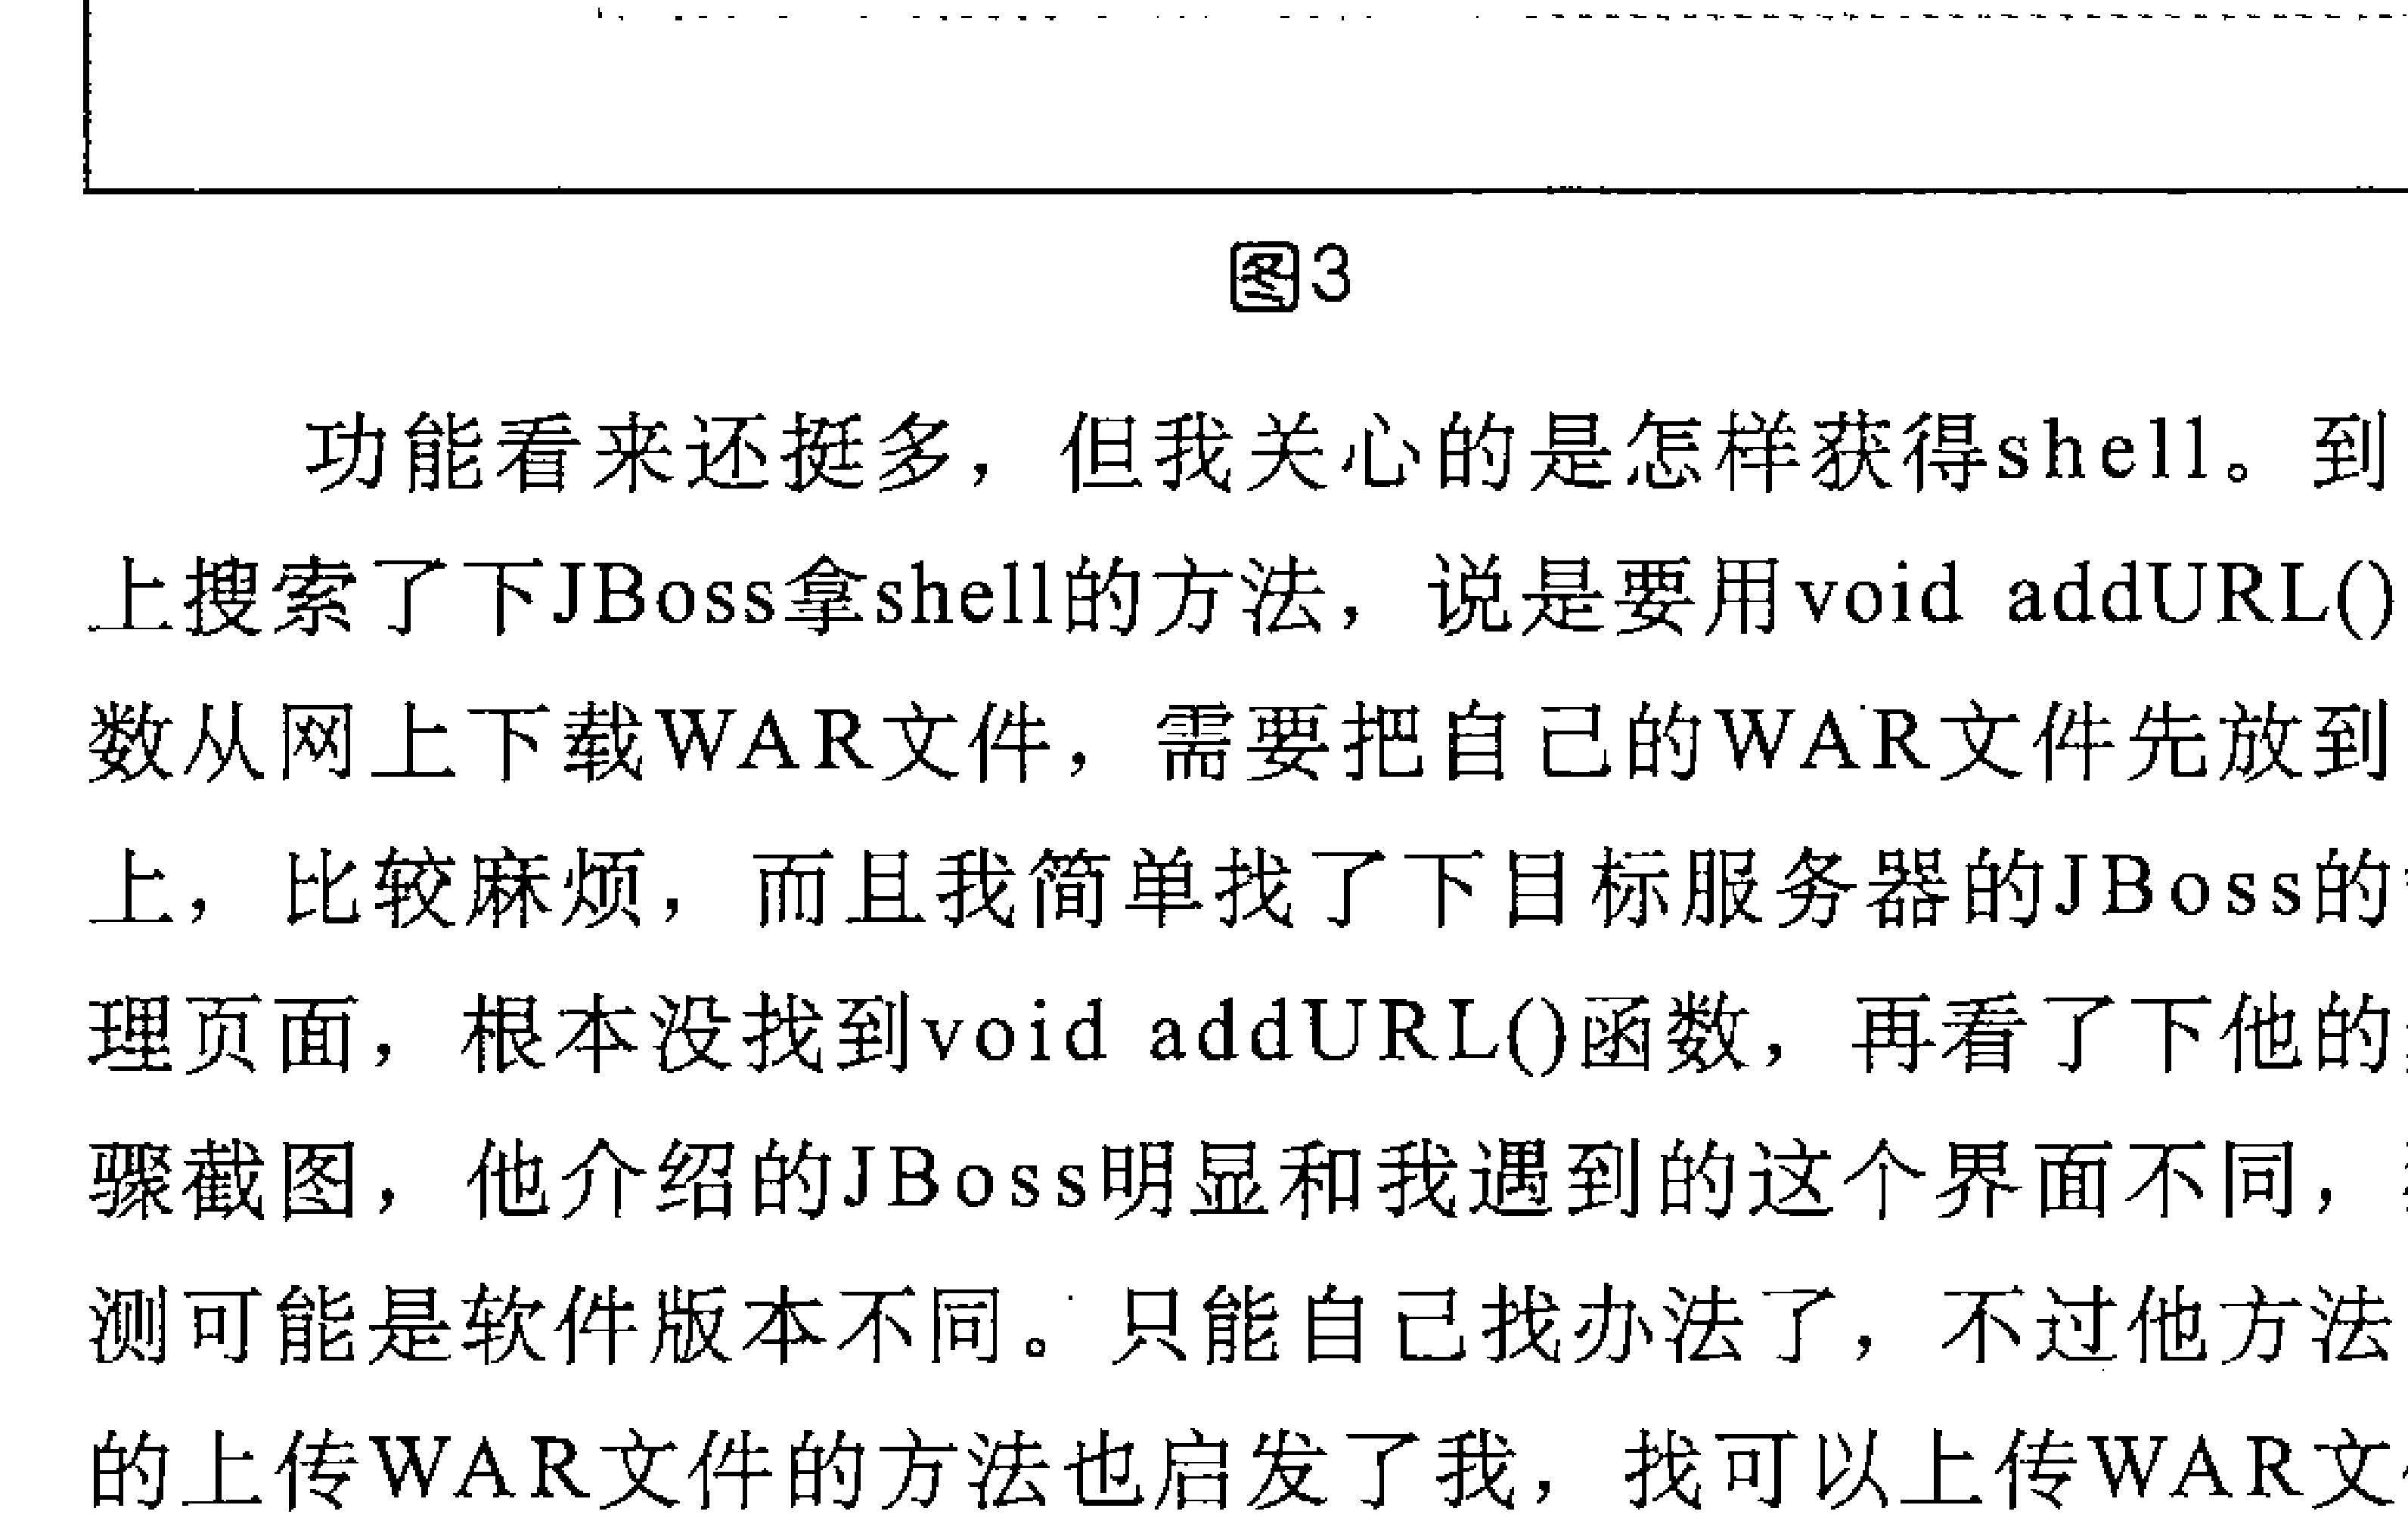 图3
功能看来还挺多，但我关心的是怎样获得shell。到
上搜索了下JBoss拿shell的方法，说是要用void addURL()
数从网上下载WAR文件，需要把自己的WAR文件先放到
上，比较麻烦，而且我简单找了下目标服务器的JBoss的
理页面，根本没找到void addURL()函数，再看了下他的
骤截图，他介绍的JBoss明显和我遇到的这个界面不同，
测可能是软件版本不同。只能自己找办法了，不过他方法
的上传WAR文件的方法也启发了我，找可以上传WAR文